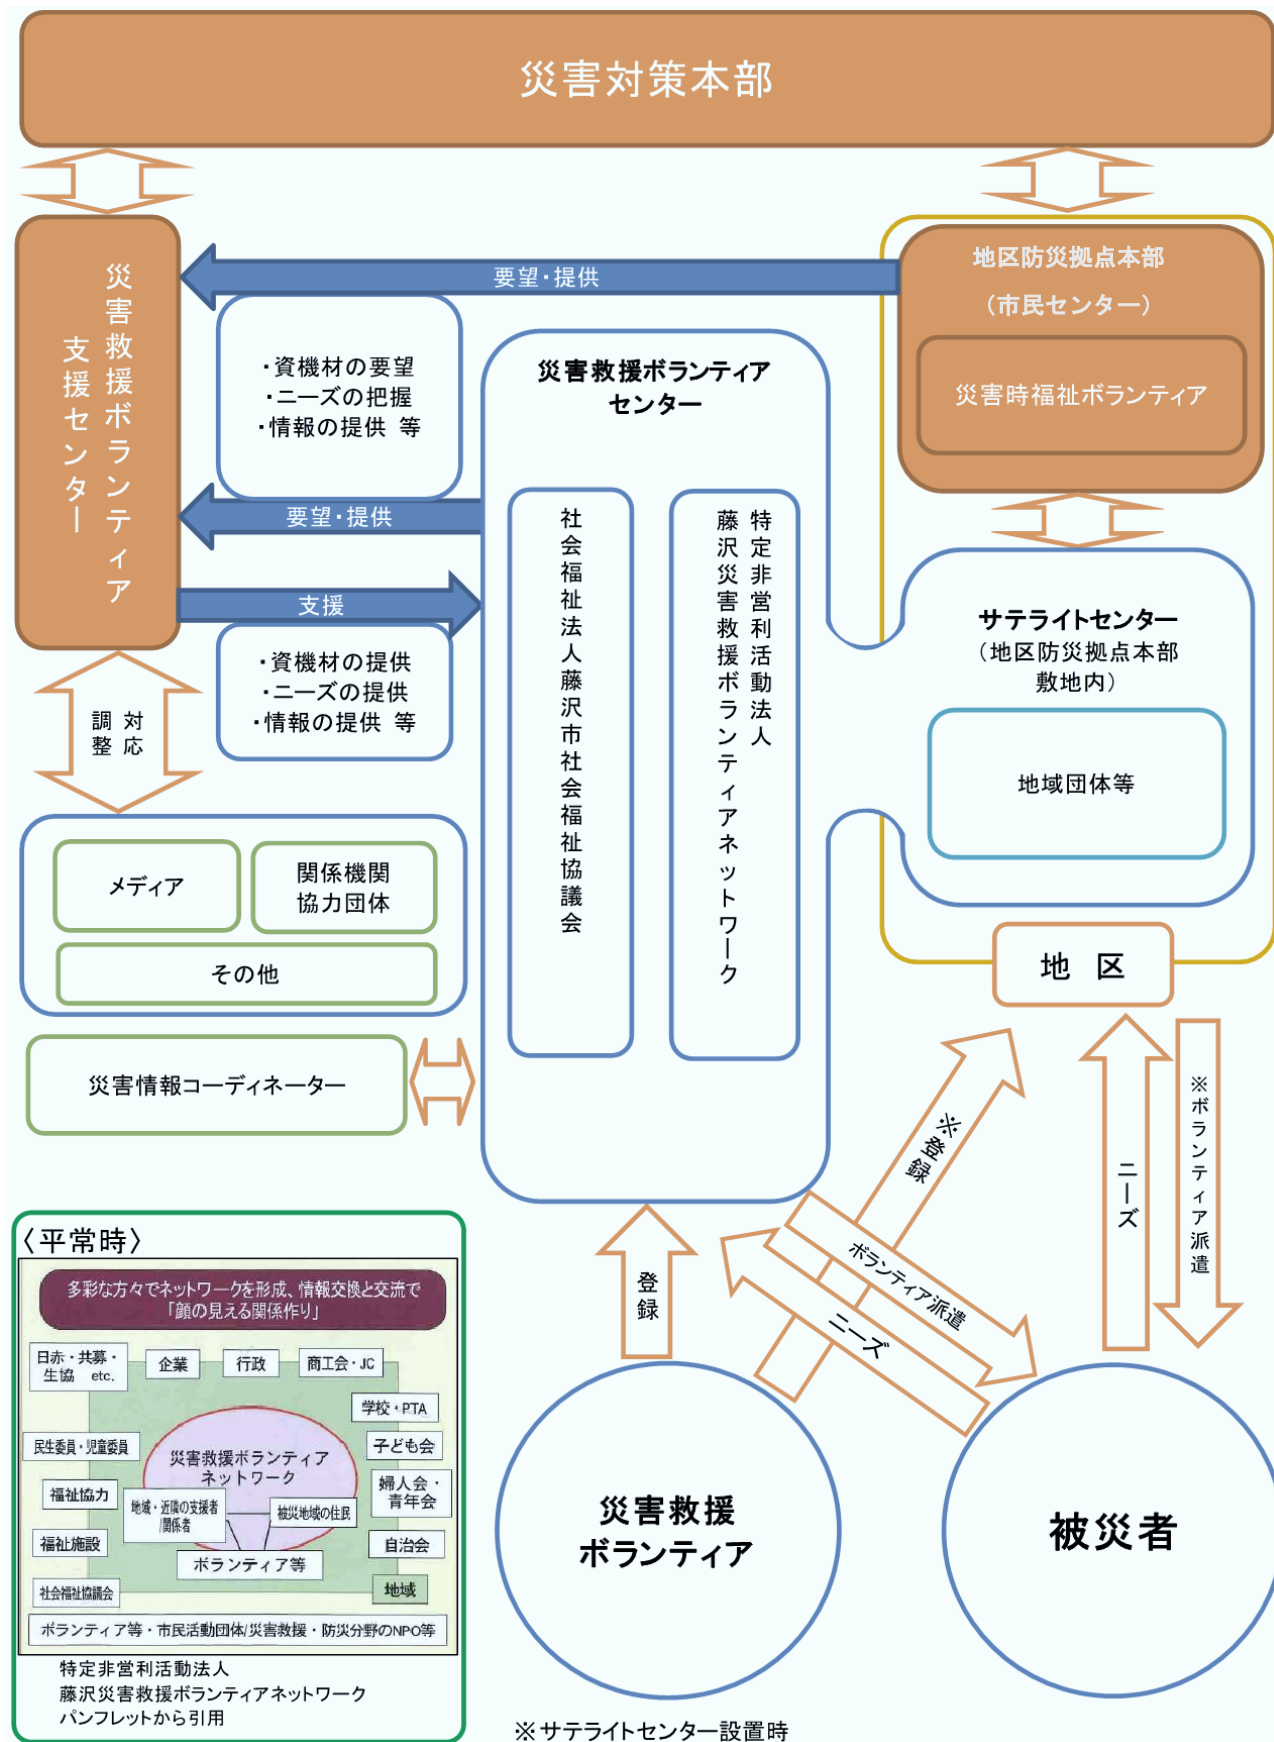 災害対策本部
災害救援ボランティア
支援センター
要望・提供
地区防災拠点本部
（市民センター）
災害時福祉ボランティア
・資機材の要望
・ニーズの把握
・情報の提供 等
要望・提供
支援
・資機材の提供
・ニーズの提供
・情報の提供 等
災害救援ボランティア
センター
社会福祉法人藤沢市社会福祉協議会
特定非営利活動法人
藤沢災害救援ボランティアネットワーク
サテライトセンター
（地区防災拠点本部
敷地内）
地域団体等
地 区
対応
調整
メディア
関係機関
協力団体
その他
災害情報コーディネーター
登録
※登録
ボランティア派遣
ニーズ
ニーズ
※ボランティア派遣
災害救援
ボランティア
被災者
〈平常時〉
多彩な方々でネットワークを形成、情報交換と交流で
「顔の見える関係作り」
日赤・共募・
生協 etc.
企業
行政
商工会・JC
学校・PTA
民生委員・児童委員
子ども会
災害救援ボランティア
ネットワーク
婦人会・
青年会
福祉協力
地域・近隣の支援者
/関係者
被災地域の住民
福祉施設
自治会
ボランティア等
社会福祉協議会
地域
ボランティア等・市民活動団体/災害救援・防災分野のNPO等
特定非営利活動法人
藤沢災害救援ボランティアネットワーク
パンフレットから引用
※サテライトセンター設置時